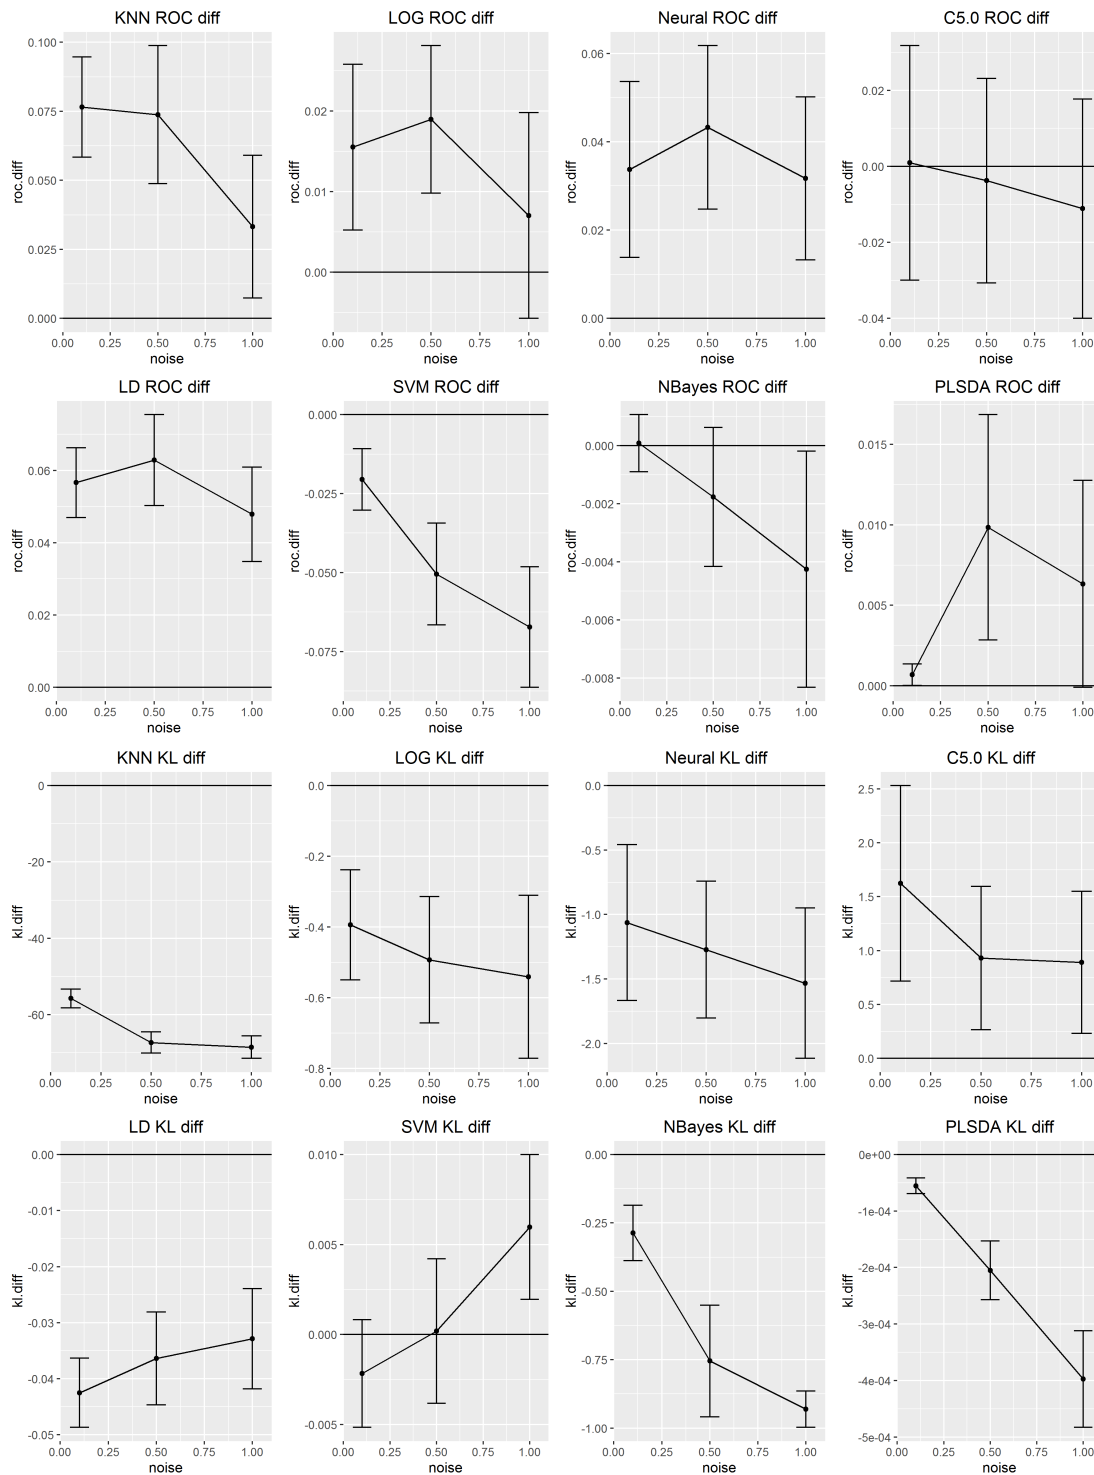 KNN ROC diff
roc.diff
0.100
0.075
0.050
0.025
0.000
0.00 0.25 0.50 0.75 1.00
noise
LOG ROC diff
roc.diff
0.02
0.01
0.00
0.00 0.25 0.50 0.75 1.00
noise
Neural ROC diff
roc.diff
0.06
0.04
0.02
0.00
0.00 0.25 0.50 0.75 1.00
noise
C5.0 ROC diff
roc.diff
0.02
0.00
-0.02
-0.04
0.00 0.25 0.50 0.75 1.00
noise
LD ROC diff
roc.diff
0.06
0.04
0.02
0.00
0.00 0.25 0.50 0.75 1.00
noise
SVM ROC diff
roc.diff
0.000
-0.025
-0.050
-0.075
0.00 0.25 0.50 0.75 1.00
noise
NBayes ROC diff
roc.diff
0.000
-0.002
-0.004
-0.006
-0.008
0.00 0.25 0.50 0.75 1.00
noise
PLSDA ROC diff
roc.diff
0.015
0.010
0.005
0.000
0.00 0.25 0.50 0.75 1.00
noise
KNN KL diff
kl.diff
0
-20
-40
-60
0.00 0.25 0.50 0.75 1.00
noise
LOG KL diff
kl.diff
0.0
-0.2
-0.4
-0.6
-0.8
0.00 0.25 0.50 0.75 1.00
noise
Neural KL diff
kl.diff
0.0
-0.5
-1.0
-1.5
-2.0
0.00 0.25 0.50 0.75 1.00
noise
C5.0 KL diff
kl.diff
2.5
2.0
1.5
1.0
0.5
0.0
0.00 0.25 0.50 0.75 1.00
noise
LD KL diff
kl.diff
0.00
-0.01
-0.02
-0.03
-0.04
-0.05
0.00 0.25 0.50 0.75 1.00
noise
SVM KL diff
kl.diff
0.010
0.005
0.000
-0.005
0.00 0.25 0.50 0.75 1.00
noise
NBayes KL diff
kl.diff
0.00
-0.25
-0.50
-0.75
-1.00
0.00 0.25 0.50 0.75 1.00
noise
PLSDA KL diff
kl.diff
0e+00
-1e-04
-2e-04
-3e-04
-4e-04
-5e-04
0.00 0.25 0.50 0.75 1.00
noise